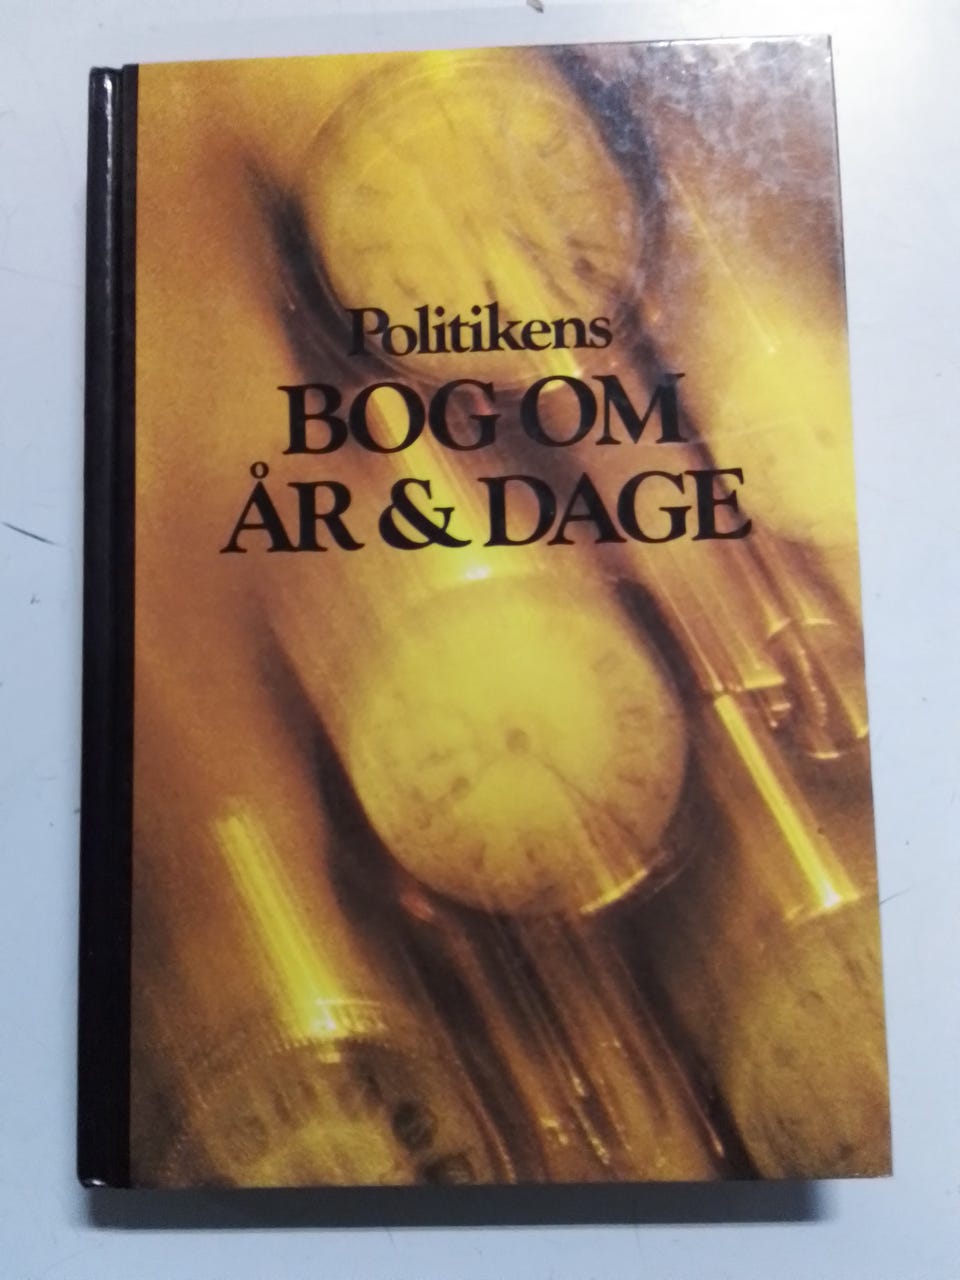 Politikens
BOG OM
ÅR & DAGE